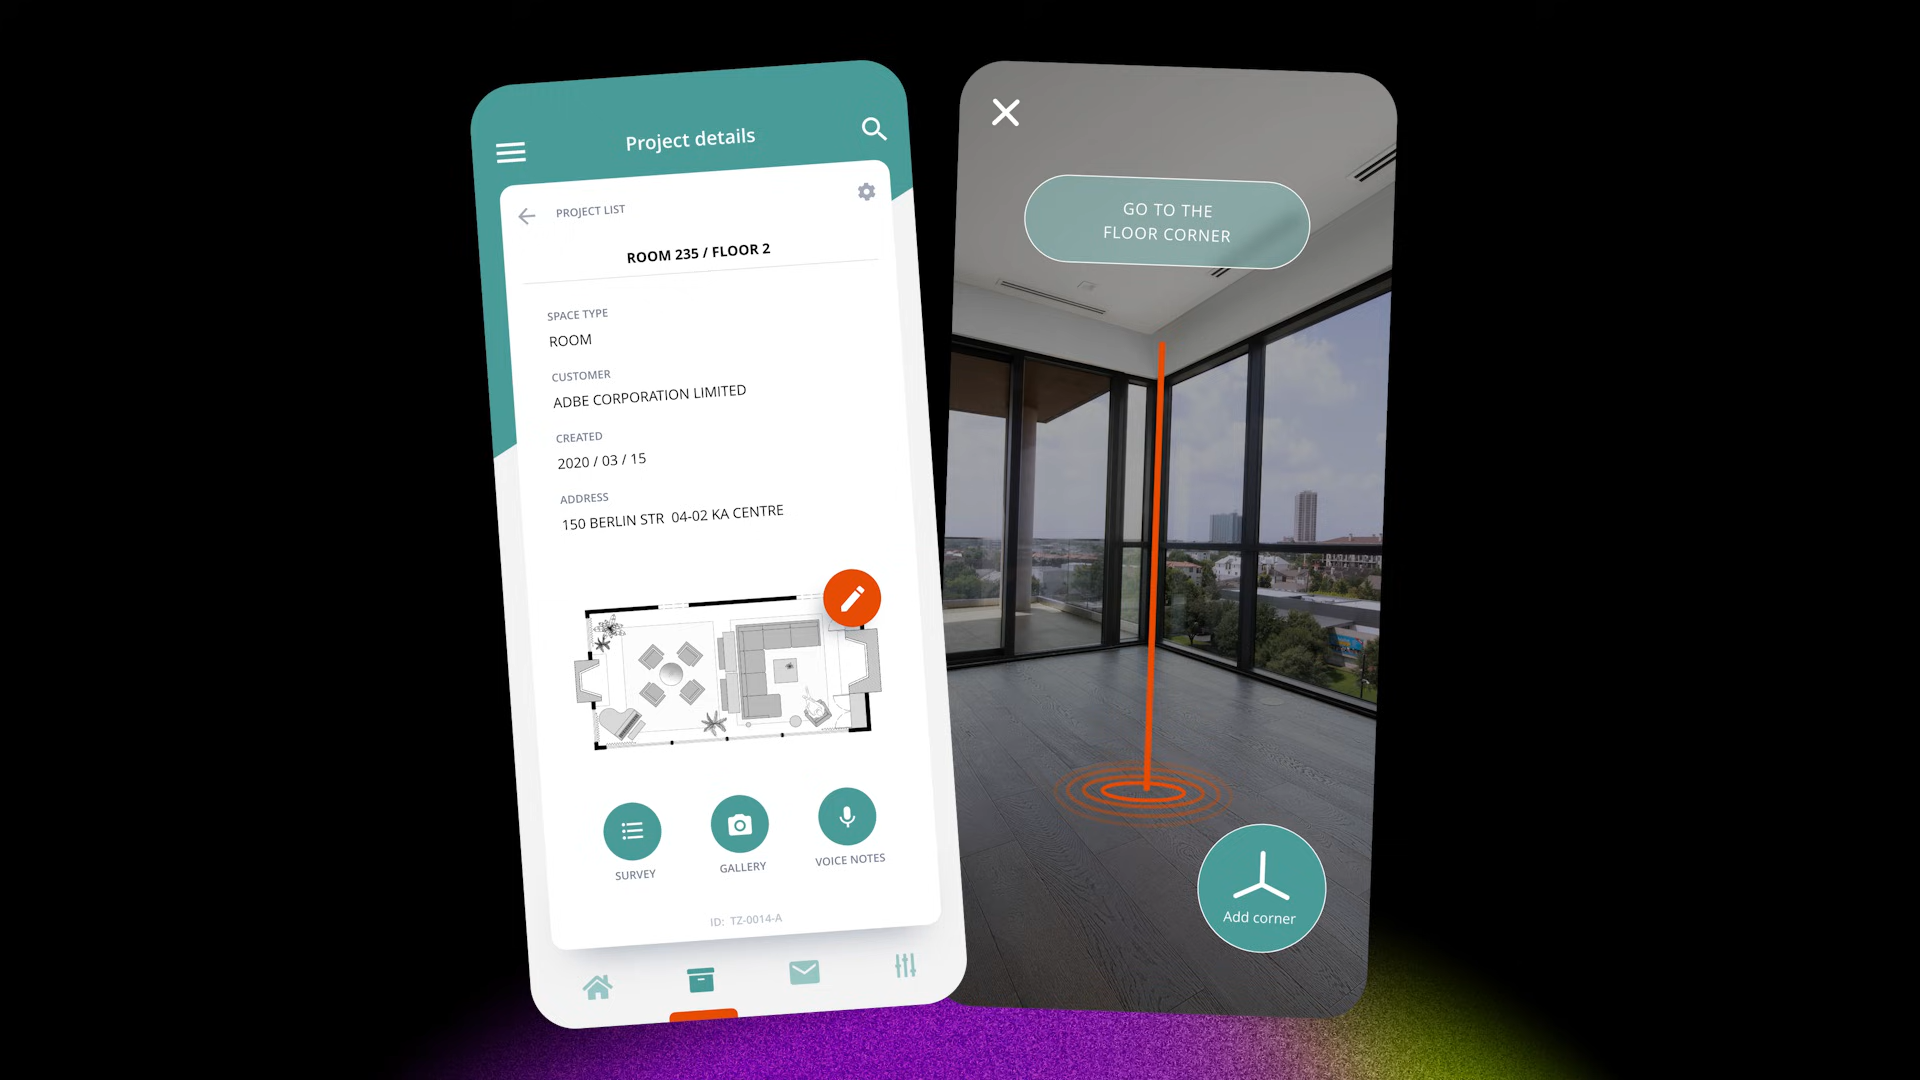 Project details
PROJECT LIST
ROOM 235 / FLOOR 2
SPACE TYPE
ROOM
CUSTOMER
ADBE CORPORATION LIMITED
CREATED
2020 / 03 / 15
ADDRESS
150 BERLIN STR  04-02 KA CENTRE
SURVEY
GALLERY
VOICE NOTES
ID:  TZ-0014-A
GO TO THE
FLOOR CORNER
Add corner